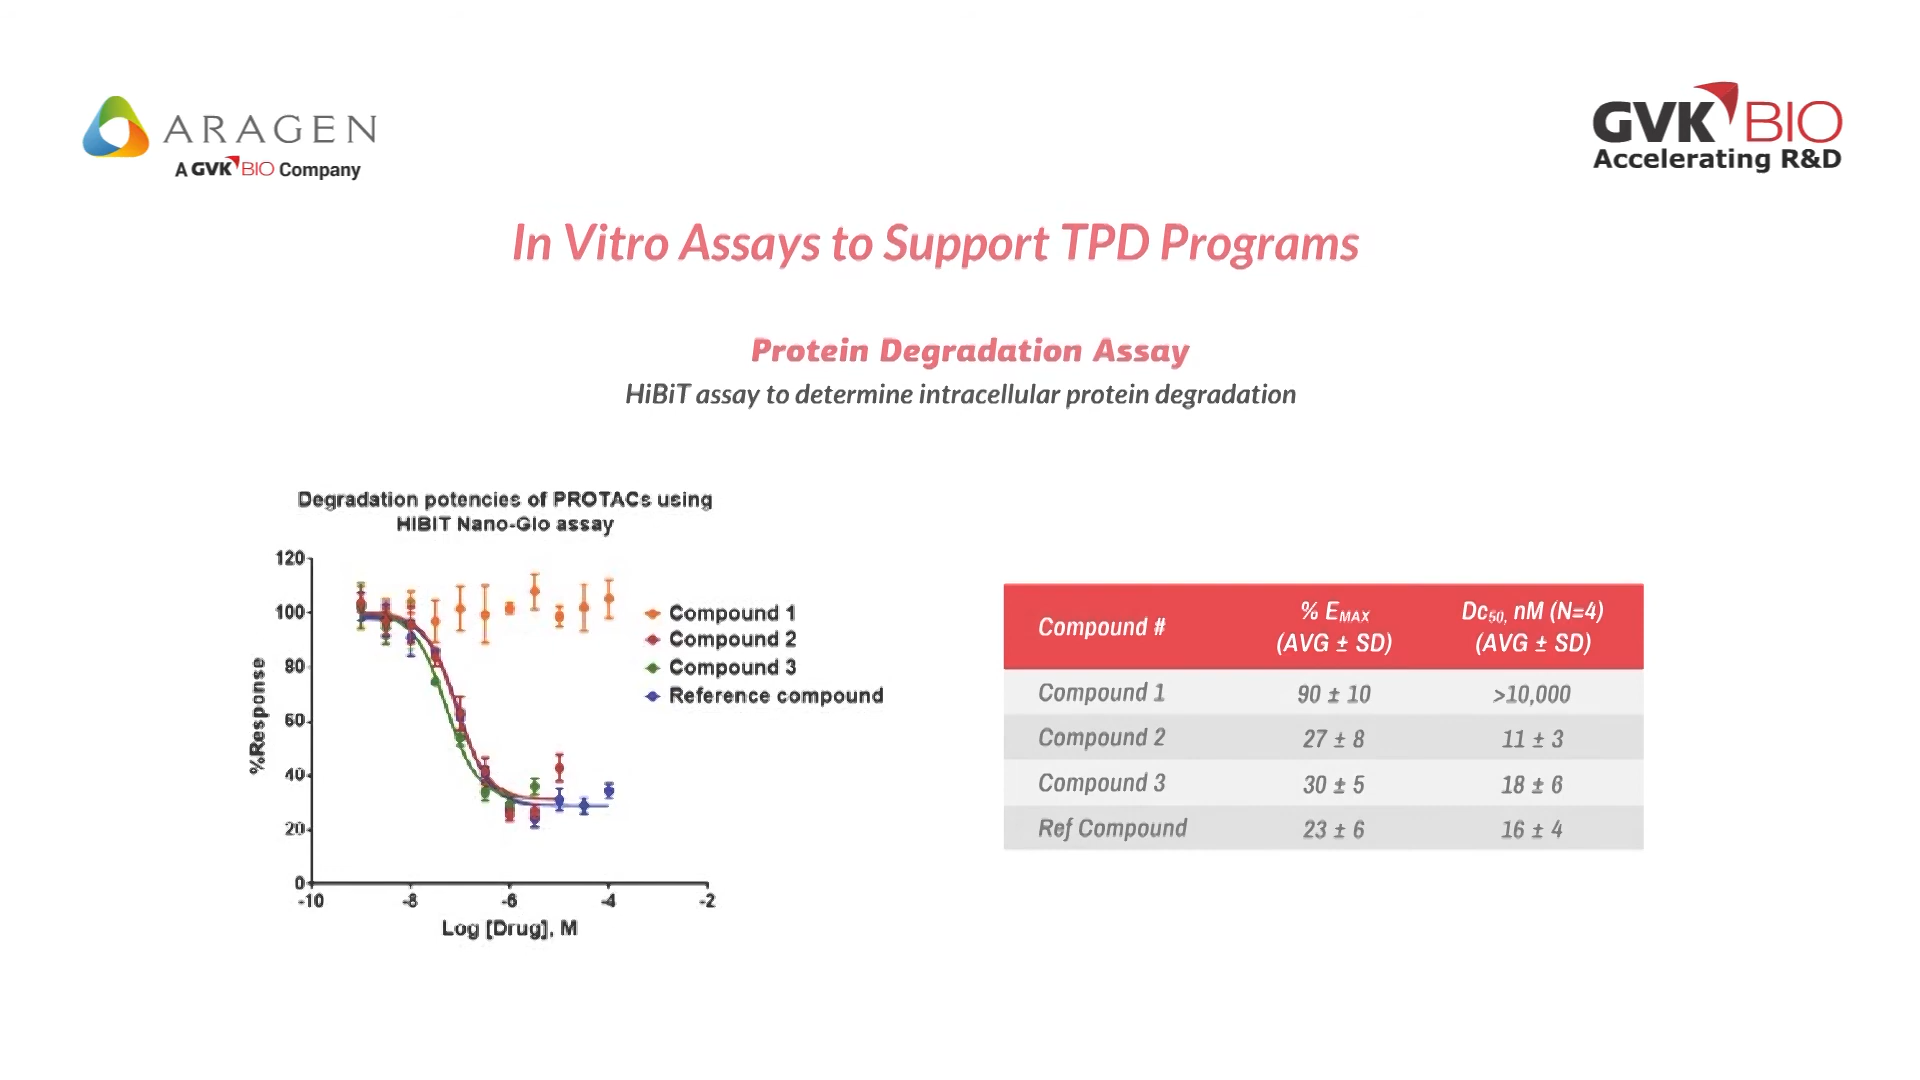 ARAGEN
A GVK BIO Company
GVK BIO
Accelerating R&D
In Vitro Assays to Support TPD Programs
Protein Degradation Assay
HiBiT assay to determine intracellular protein degradation
Degradation potencies of PROTACs using
HIBIT Nano-Glo assay
120
100
80
60
40
20
0
%Response
-10 -8 -6 -4 -2
Log [Drug], M
Compound 1
Compound 2
Compound 3
Reference compound
Compound # % EMAX (AVG ± SD) Dc50, nM (N=4) (AVG ± SD)
Compound 1 90 ± 10 >10,000
Compound 2 27 ± 8 11 ± 3
Compound 3 30 ± 5 18 ± 6
Ref Compound 23 ± 6 16 ± 4